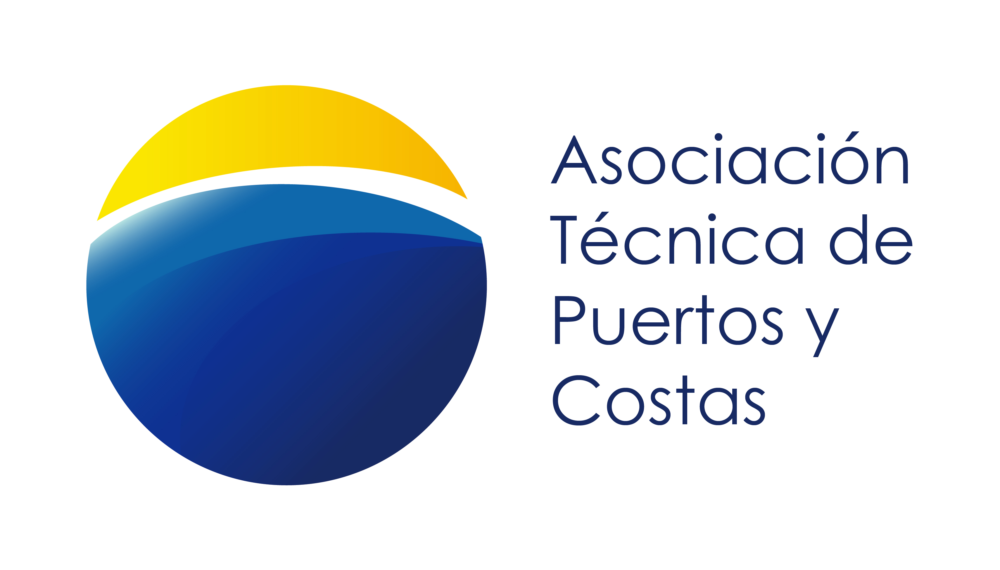 Asociación
Técnica de
Puertos y
Costas